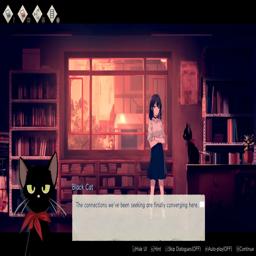 Black Cat
The connections we've been seeking are finally converging here.
Hide UI Hint Skip Dialogues(OFF) Auto-play(OFF) Continue